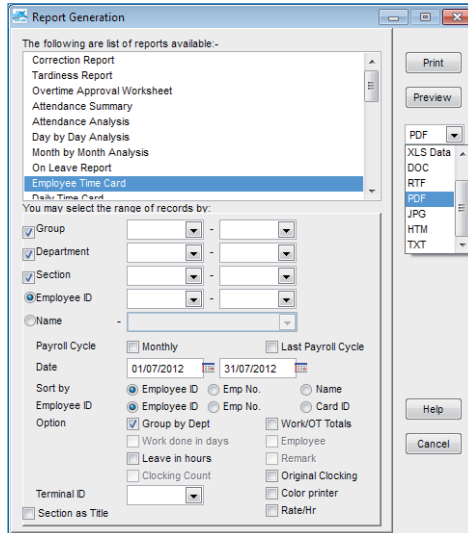 Report Generation
The following are list of reports available:-
Correction Report
Tardiness Report
Overtime Approval Worksheet
Attendance Summary
Attendance Analysis
Day by Day Analysis
Month by Month Analysis
On Leave Report
Employee Time Card
Daily Time Card
Print
Preview
PDF
XLS Data
DOC
RTF
PDF
JPG
HTM
TXT
You may select the range of records by:
Group -
Department -
Section -
Employee ID -
Name -
Payroll Cycle Monthly Last Payroll Cycle
Date 01/07/2012 31/07/2012
Sort by Employee ID Emp No. Name
Employee ID Employee ID Emp No. Card ID
Option Group by Dept Work/OT Totals
Work done in days Employee
Leave in hours Remark
Clocking Count Original Clocking
Terminal ID Color printer
Section as Title Rate/Hr
Help
Cancel